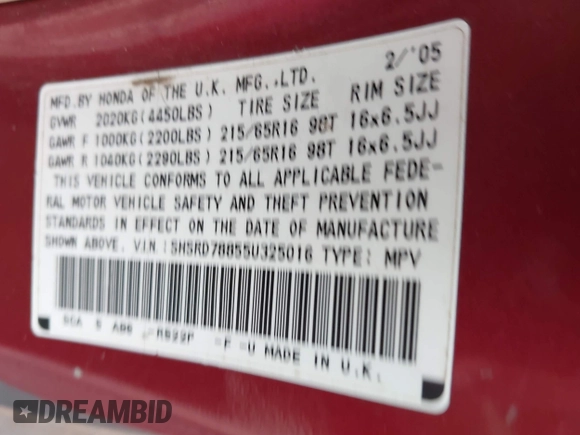 MFD.BY HONDA OF THE U.K. MFG.,LTD. 2/'05
GVWR 2020KG(4450LBS) TIRE SIZE RIM SIZE
GAWR F 1000KG(2200LBS) 215/65R16 98T 16x6.5JJ
GAWR R 1040KG(2290LBS) 215/65R16 98T 16x6.5JJ
THIS VEHICLE CONFORMS TO ALL APPLICABLE FEDE-
RAL MOTOR VEHICLE SAFETY AND THEFT PREVENTION
STANDARDS IN EFFECT ON THE DATE OF MANUFACTURE
SHOWN ABOVE. V.I.N.: SHSRD78855U325016 TYPE: MPV
MADE IN U.K.
DREAMBID